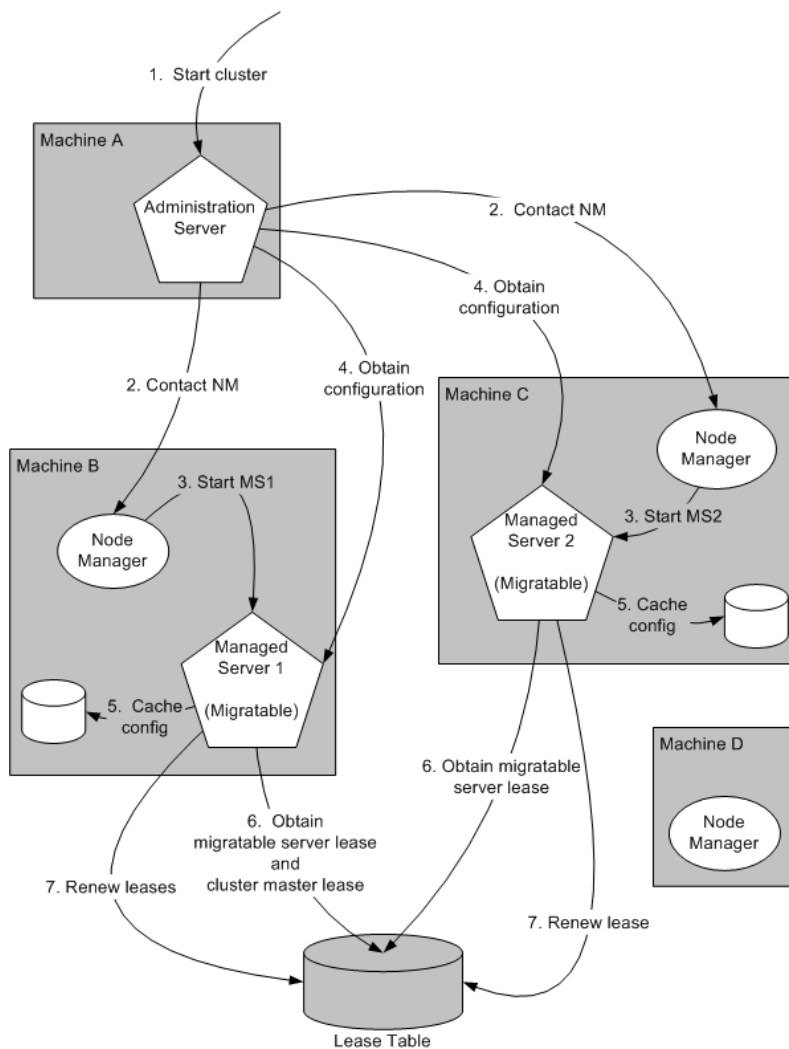 1. Start cluster
Machine A
Administration
Server
2. Contact NM
4. Obtain
configuration
2. Contact NM
4. Obtain
configuration
Machine C
Node
Manager
3. Start MS2
Managed
Server 2
(Migratable)
5. Cache
config
Machine B
3. Start MS1
Node
Manager
Managed
Server 1
(Migratable)
5. Cache
config
Machine D
Node
Manager
6. Obtain migratable
server lease
6. Obtain
migratable server lease
and
cluster master lease
7. Renew leases
7. Renew lease
Lease Table